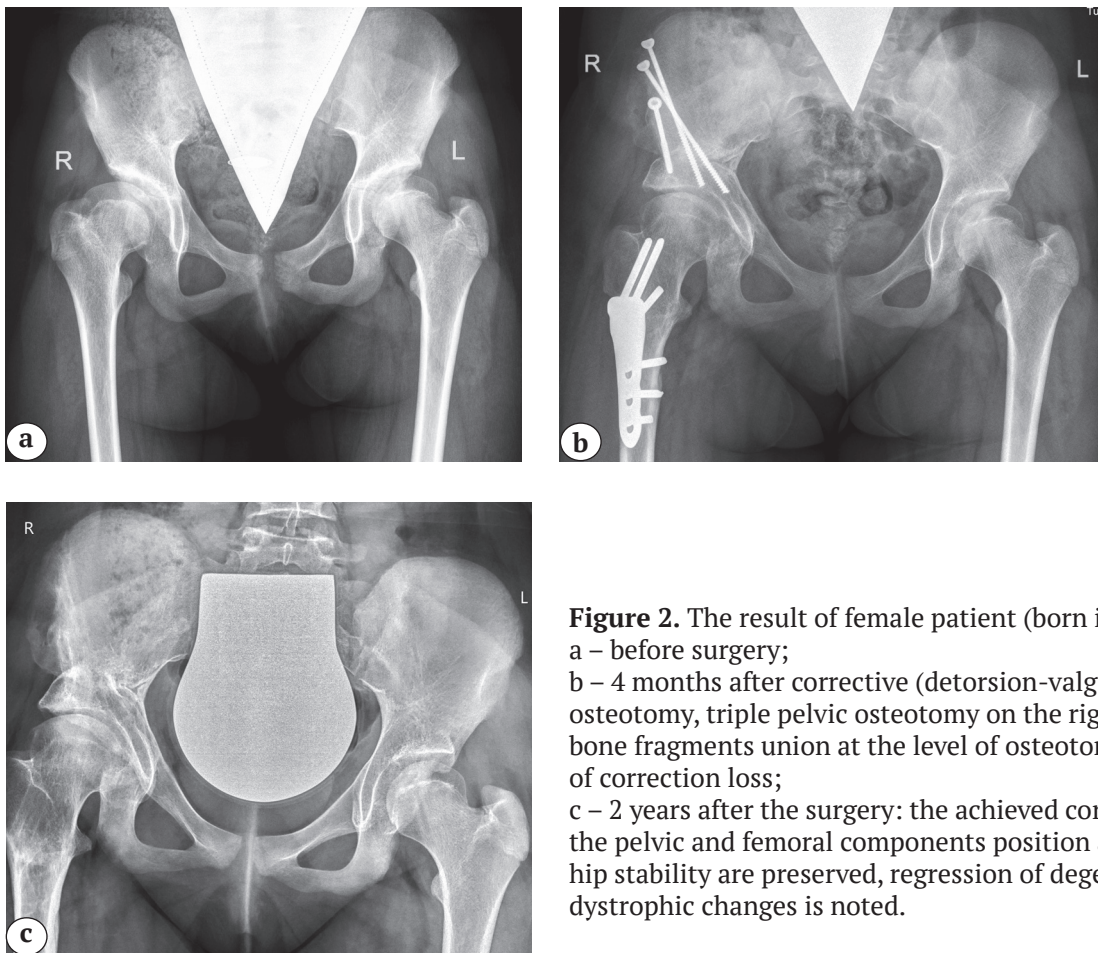 R
L
a
R
L
b
R
L
c
Figure 2. The result of female patient (born i
a – before surgery;
b – 4 months after corrective (detorsion-valg
osteotomy, triple pelvic osteotomy on the rig
bone fragments union at the level of osteotor
of correction loss;
c – 2 years after the surgery: the achieved cor
the pelvic and femoral components position
hip stability are preserved, regression of dege
dystrophic changes is noted.